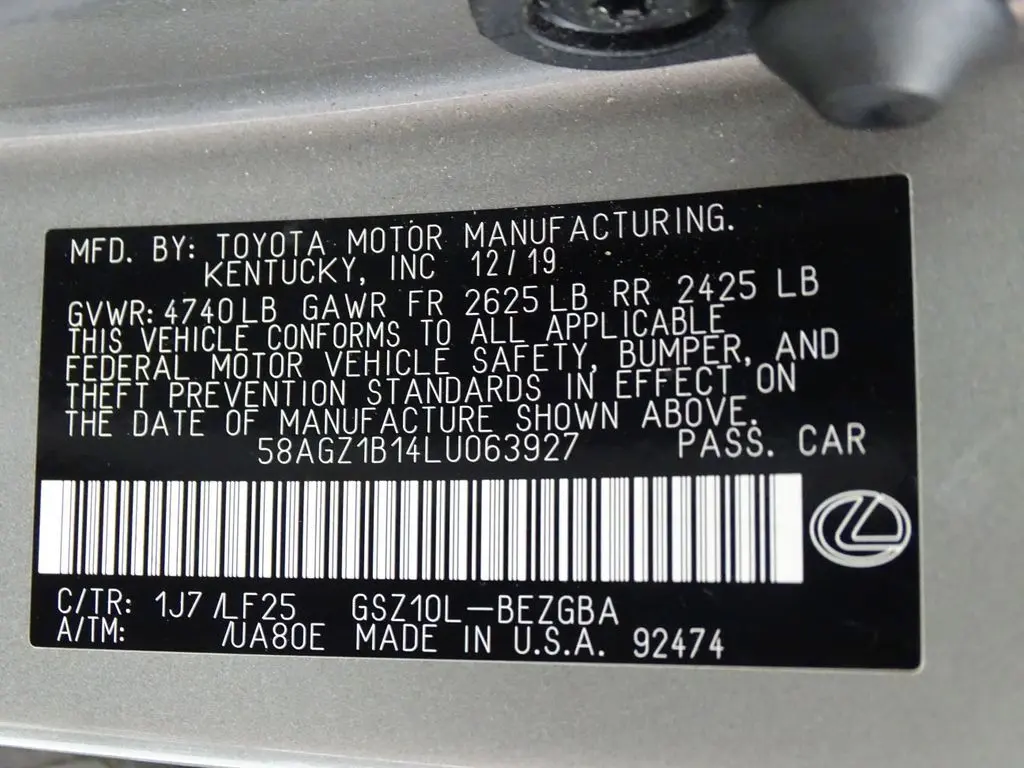 MFD. BY: TOYOTA MOTOR MANUFACTURING.
KENTUCKY, INC 12/19
GVWR: 4740LB GAWR FR 2625LB RR 2425 LB
THIS VEHICLE CONFORMS TO ALL APPLICABLE
FEDERAL MOTOR VEHICLE SAFETY, BUMPER, AND
THEFT PREVENTION STANDARDS IN EFFECT ON
THE DATE OF MANUFACTURE SHOWN ABOVE.
58AGZ1B14LU063927 PASS. CAR
C/TR: 1J7 /LF25 GSZ10L-BEZGBA
A/TM: /UA80E MADE IN U.S.A. 92474